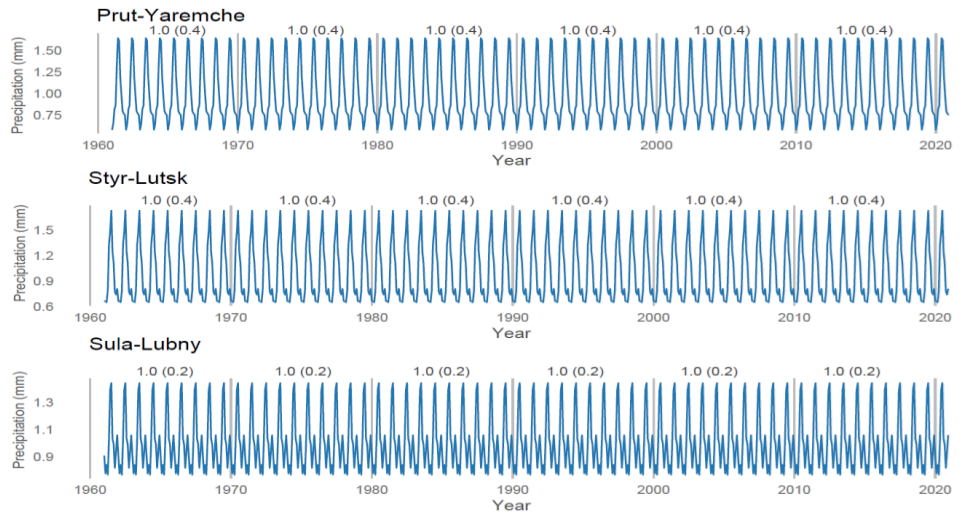 Prut-Yaremche
1.0 (0.4) 1.0 (0.4) 1.0 (0.4) 1.0 (0.4) 1.0 (0.4) 1.0 (0.4)
Precipitation (mm)
1.50
1.25
1.00
0.75
1960 1970 1980 1990 2000 2010 2020
Year
Styr-Lutsk
1.0 (0.4) 1.0 (0.4) 1.0 (0.4) 1.0 (0.4) 1.0 (0.4) 1.0 (0.4)
Precipitation (mm)
1.5
1.2
0.9
0.6
1960 1970 1980 1990 2000 2010 2020
Year
Sula-Lubny
1.0 (0.2) 1.0 (0.2) 1.0 (0.2) 1.0 (0.2) 1.0 (0.2) 1.0 (0.2)
Precipitation (mm)
1.3
1.1
0.9
1960 1970 1980 1990 2000 2010 2020
Year